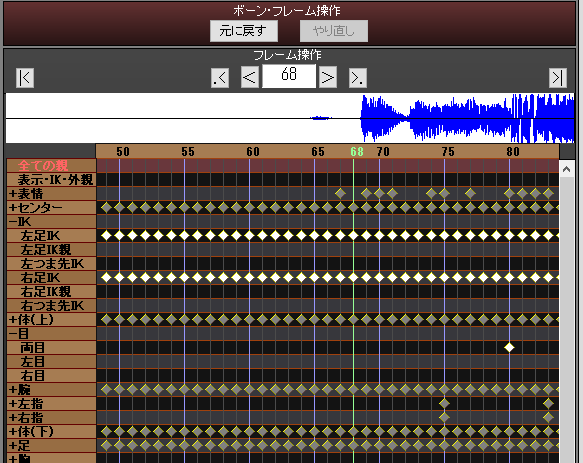 ボーン･フレーム操作
元に戻す やり直し
フレーム操作
|< .< < 68 > >. >|
50 55 60 65 68 70 75 80
全ての親
表示･IK･外親
+表情
+センター
-IK
左足IK
左足IK親
左つま先IK
右足IK
右足IK親
右つま先IK
+体(上)
-目
両目
左目
右目
+腕
+左指
+右指
+体(下)
+足
+胸